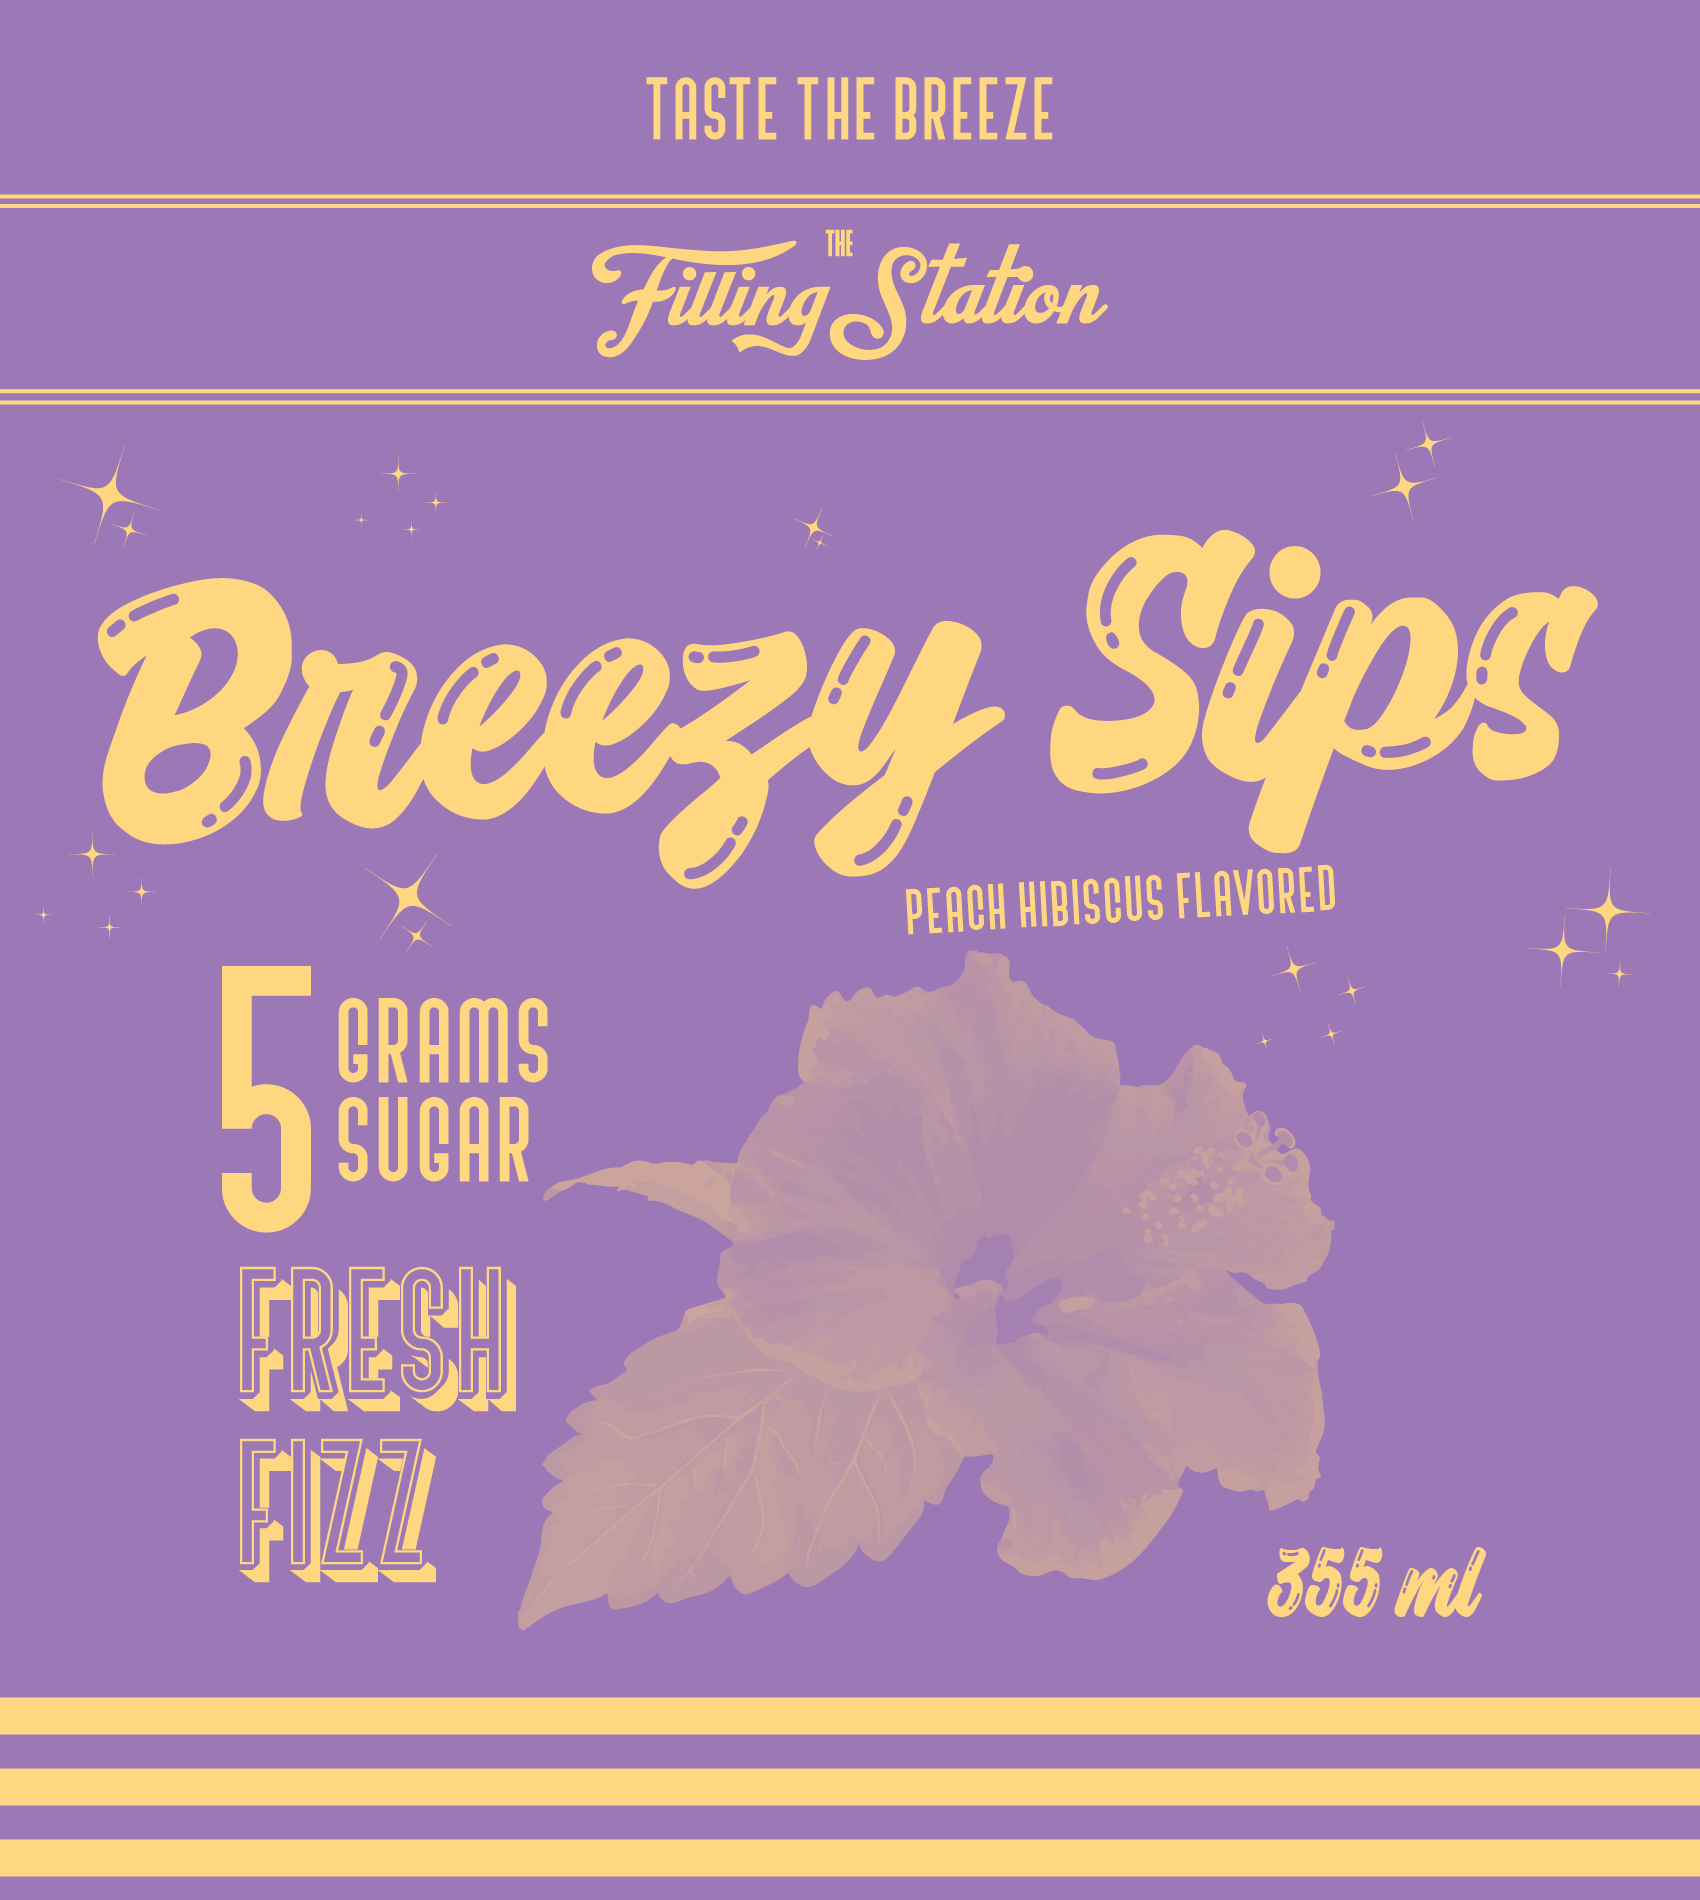 TASTE THE BREEZE
THE
Filling Station
Breezy Sips
PEACH HIBISCUS FLAVORED
5 GRAMS
SUGAR
FRESH
FIZZ
355 ml